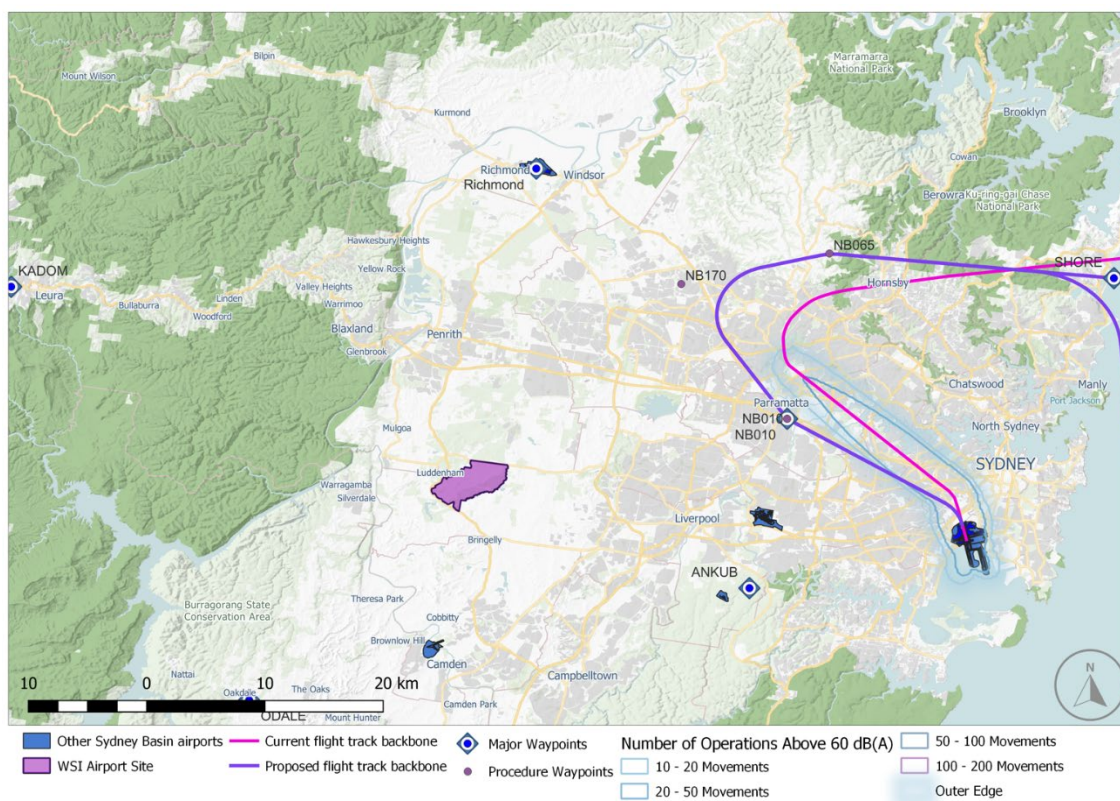 Mount Wilson
Bilpin
Marramarra
National Park
Brooklyn
Kurmond
Cowan
Richmond
Richmond
Windsor
Berowra
Ku-ring-gai Chase
National Park
Hawkesbury Heights
NB065
KADOM
Leura
Yellow Rock
NB170
SHORE
Bullaburra
Linden
Valley Heights
Hornsby
Woodford
Warrimoo
Blaxland
Penrith
Glenbrook
Chatswood
Manly
Parramatta
Port Jackson
NB010
NB010
North Sydney
Mulgoa
SYDNEY
Luddenham
Warragamba
Silverdale
Liverpool
Bringelly
ANKUB
Theresa Park
Burragorang State
Conservation Area
Cobbitty
Brownlow Hill
Camden
Nattai
Campbelltown
N
10 0 10 20 km
Oakdale
The Oaks
Camden Park
ODALE
Mount Hunter
Other Sydney Basin airports
WSI Airport Site
Current flight track backbone
Proposed flight track backbone
Major Waypoints
Procedure Waypoints
Number of Operations Above 60 dB(A)
10 - 20 Movements
20 - 50 Movements
50 - 100 Movements
100 - 200 Movements
Outer Edge